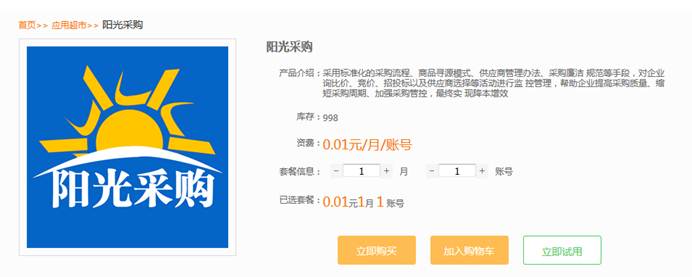 首页>> 应用超市>> 阳光采购
阳光采购
阳光采购
产品介绍：采用标准化的采购流程、商品寻源模式、供应商管理办法、采购廉洁 规范等手段，对企业
询比价、竞价、招投标以及供应商选择等活动进行监 控管理，帮助企业提高采购质量、缩
短采购周期、加强采购管控，最终实 现降本增效
库存：998
资费：0.01元/月/账号
套餐信息： - 1 + 月 - 1 + 账号
已选套餐：0.01元1月 1 账号
立即购买 加入购物车 立即试用